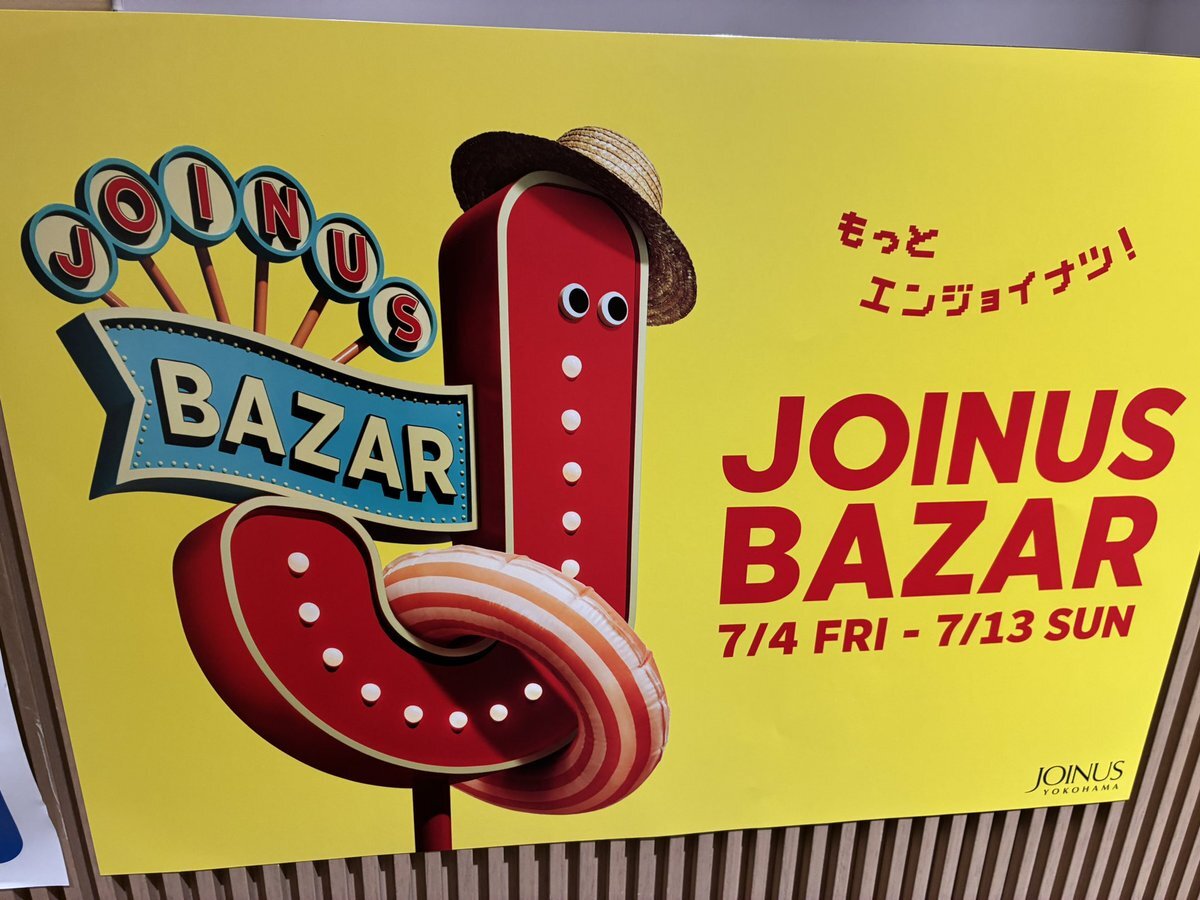 JOINUS
BAZAR
もっと
エンジョイナツ!
JOINUS
BAZAR
7/4 FRI - 7/13 SUN
JOINUS
YOKOHAMA